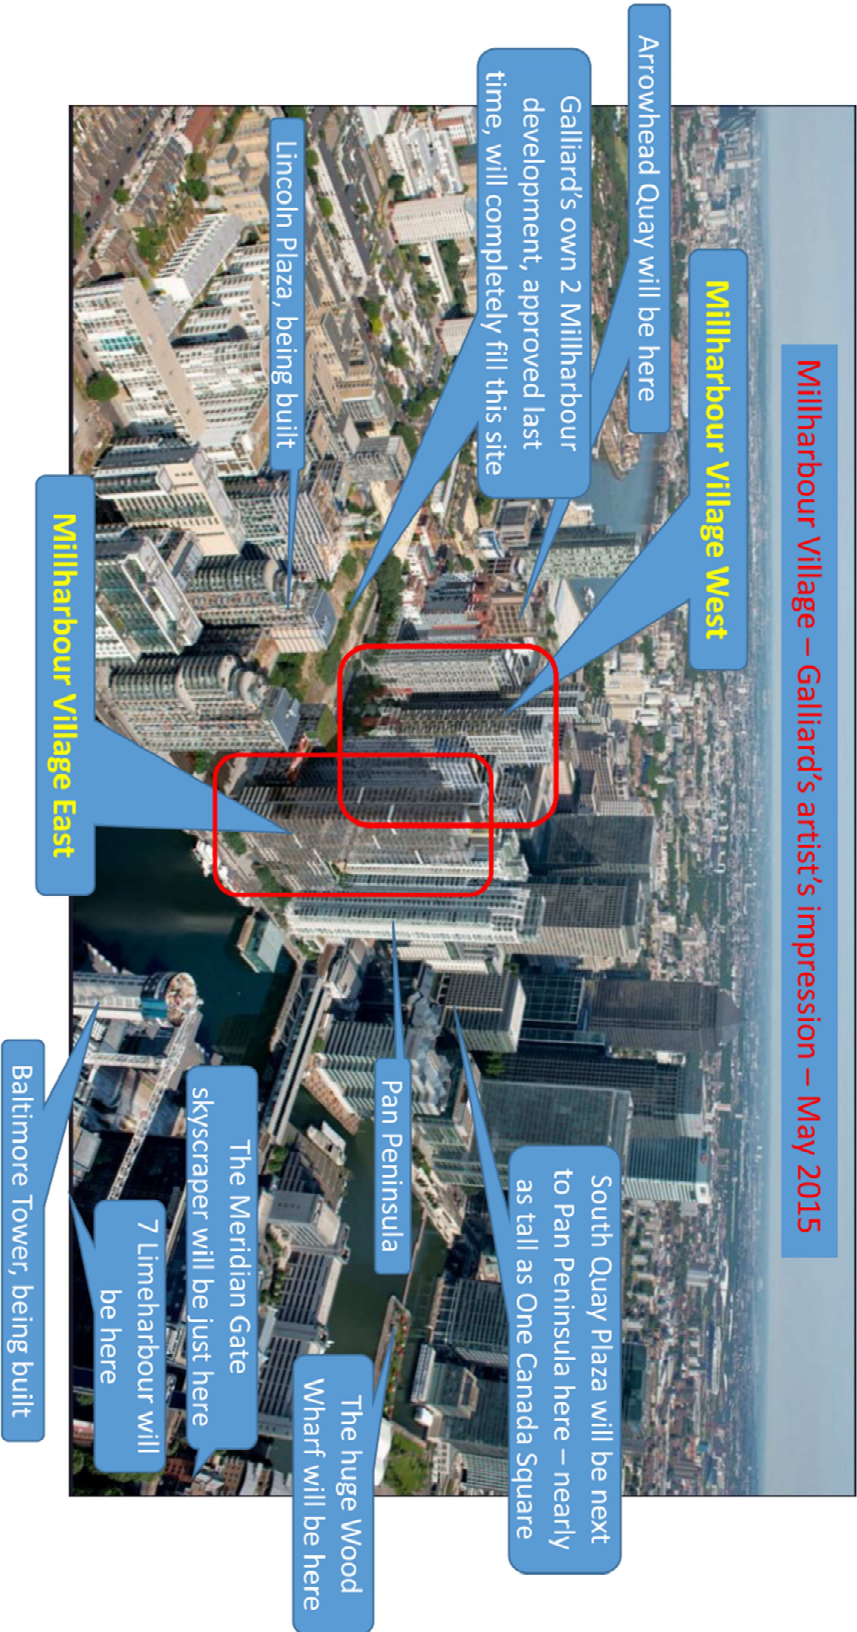 Millharbour Village – Galliard's artist's impression – May 2015
Millharbour Village West
Arrowhead Quay will be here
Galliard's own 2 Millharbour
development, approved last
time, will completely fill this site
Lincoln Plaza, being built
Millharbour Village East
South Quay Plaza will be next
to Pan Peninsula here – nearly
as tall as One Canada Square
Pan Peninsula
The huge Wood
Wharf will be here
The Meridian Gate
skyscraper will be just here
7 Limeharbour will
be here
Baltimore Tower, being built